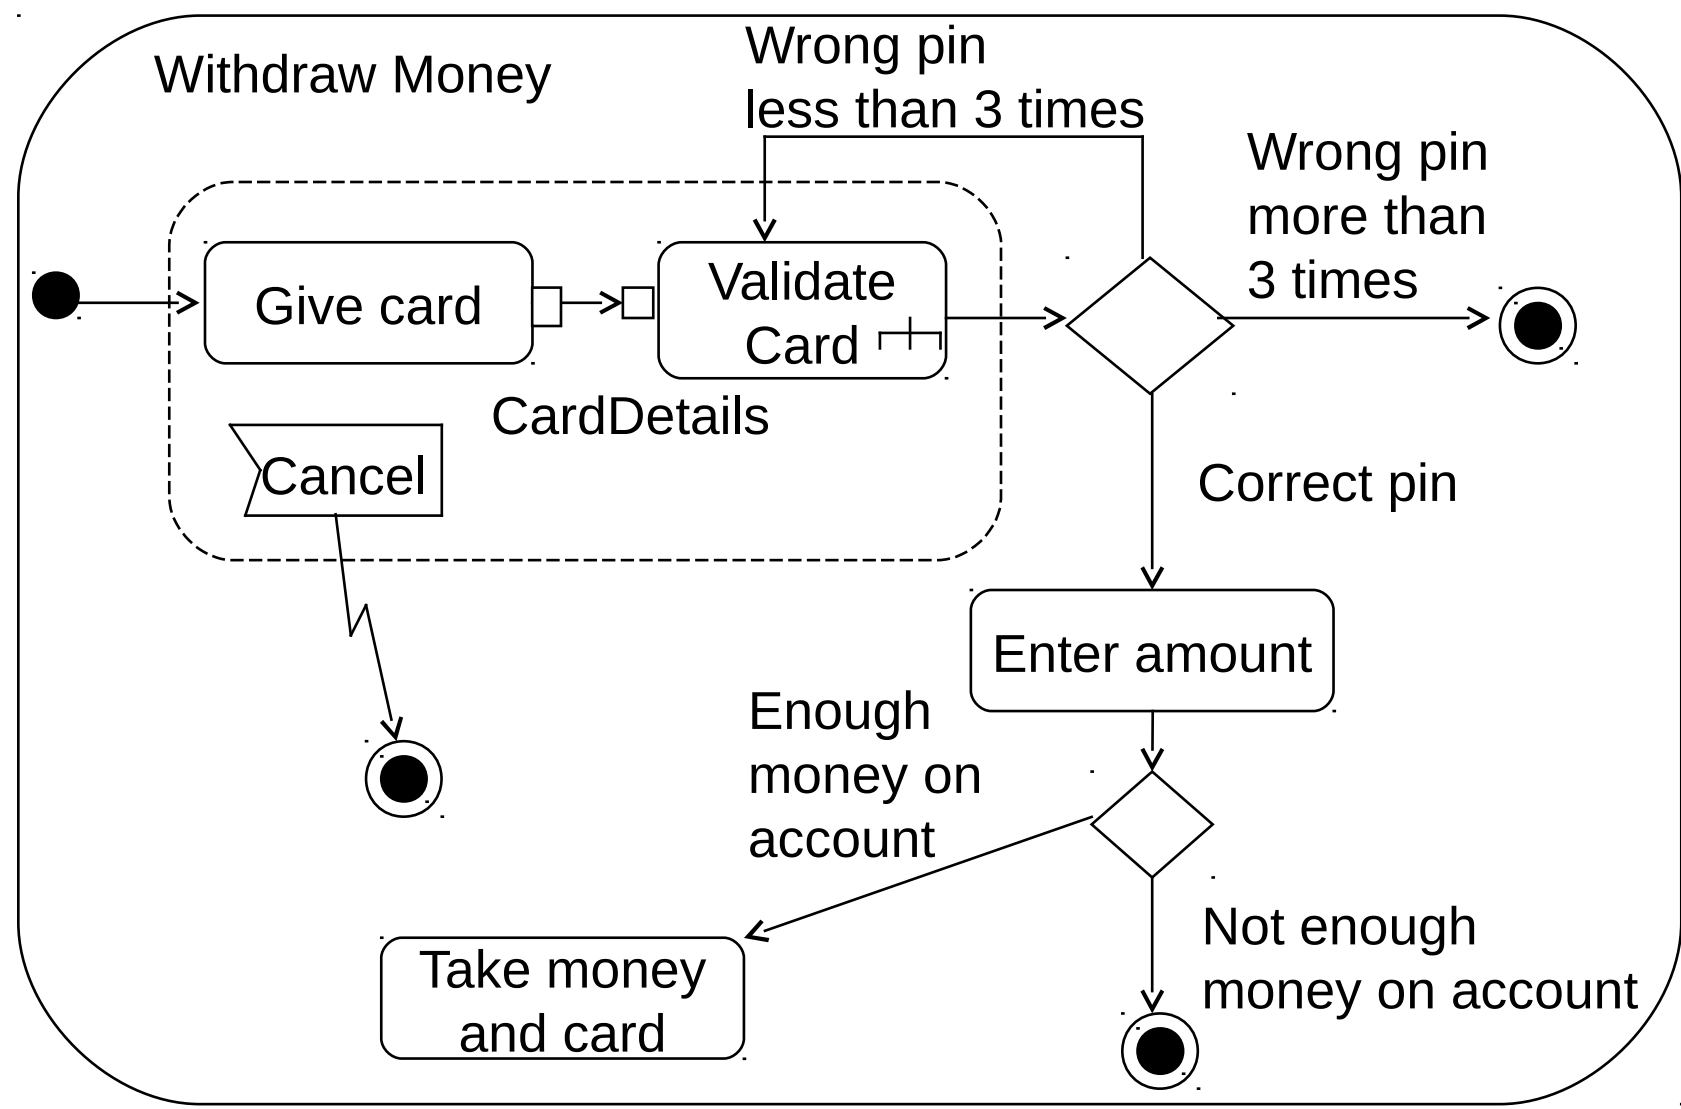 Withdraw Money
Wrong pin
less than 3 times
Wrong pin
more than
3 times
Give card
Validate
Card
CardDetails
Cancel
Correct pin
Enter amount
Enough
money on
account
Not enough
money on account
Take money
and card